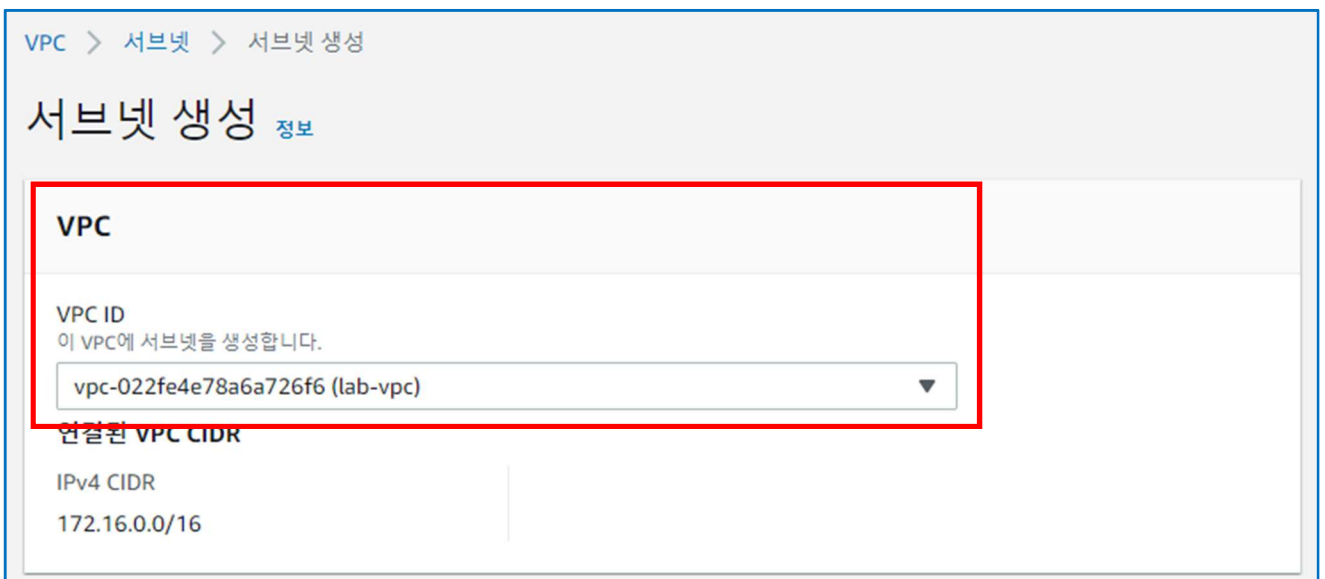 VPC > 서브넷 > 서브넷 생성
서브넷 생성 정보
VPC
VPC ID
이 VPC에 서브넷을 생성합니다.
vpc-022fe4e78a6a726f6 (lab-vpc)
연결된 VPC CIDR
IPv4 CIDR
172.16.0.0/16